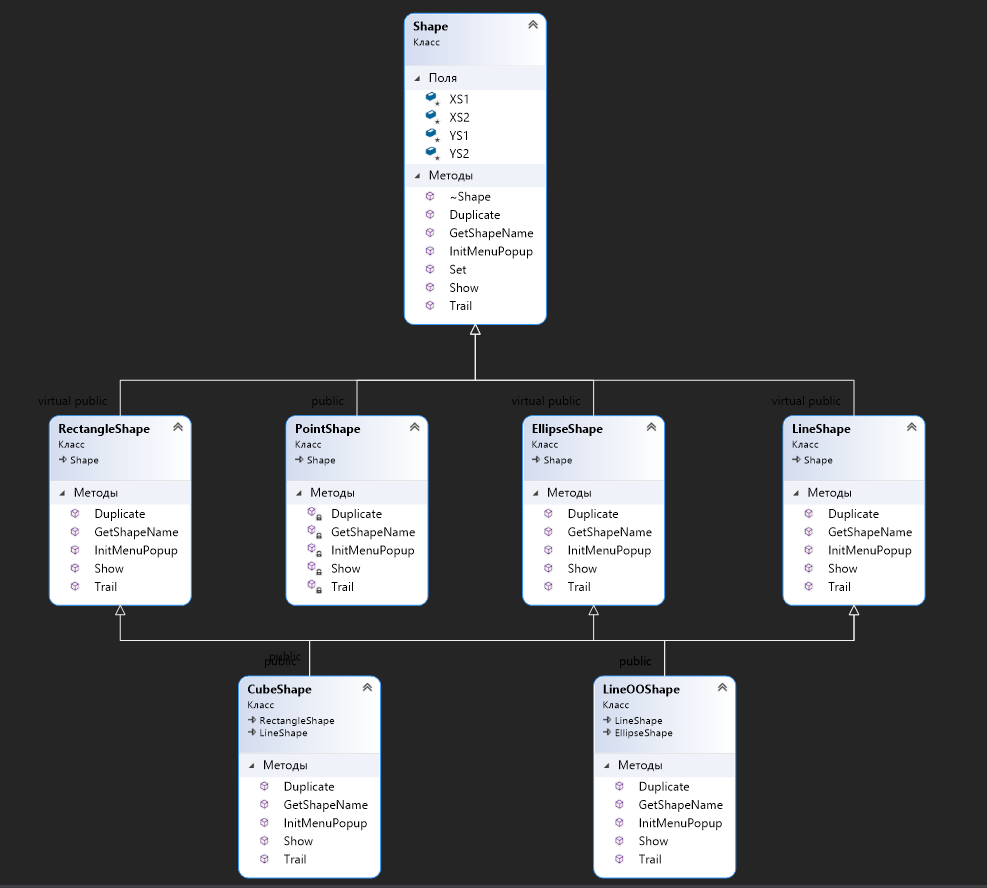 Shape
Класс
Поля
XS1
XS2
YS1
YS2
Методы
~Shape
Duplicate
GetShapeName
InitMenuPopup
Set
Show
Trail
virtual public
public
virtual public
virtual public
RectangleShape
Класс
Shape
Методы
Duplicate
GetShapeName
InitMenuPopup
Show
Trail
PointShape
Класс
Shape
Методы
Duplicate
GetShapeName
InitMenuPopup
Show
Trail
EllipseShape
Класс
Shape
Методы
Duplicate
GetShapeName
InitMenuPopup
Show
Trail
LineShape
Класс
Shape
Методы
Duplicate
GetShapeName
InitMenuPopup
Show
Trail
public
public
public
CubeShape
Класс
RectangleShape
LineShape
Методы
Duplicate
GetShapeName
InitMenuPopup
Show
Trail
LineOOShape
Класс
LineShape
EllipseShape
Методы
Duplicate
GetShapeName
InitMenuPopup
Show
Trail